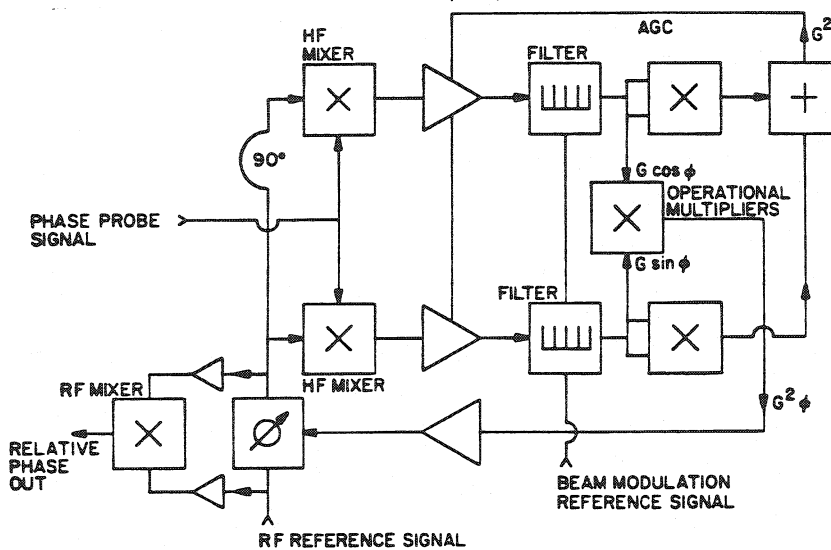 HF
MIXER
AGC
G²
FILTER
×
×
+
90°
G cos φ
OPERATIONAL
MULTIPLIERS
×
PHASE PROBE
SIGNAL
G sin φ
FILTER
×
×
HF MIXER
RF MIXER
×
G² φ
RELATIVE
PHASE
OUT
BEAM MODULATION
REFERENCE SIGNAL
RF REFERENCE SIGNAL